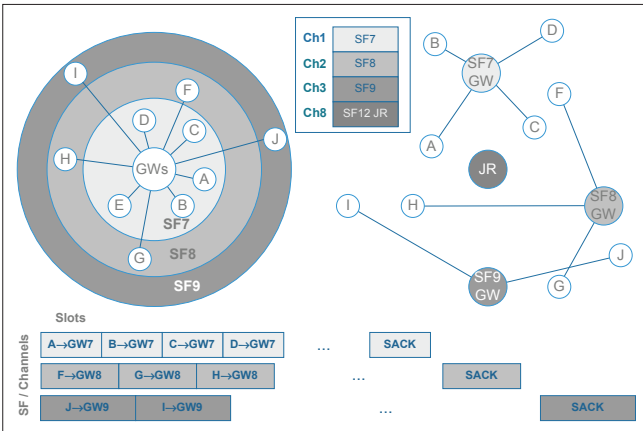 I
F
D
C
J
H
GWs
A
E
B
SF7
G
SF8
SF9
Ch1 SF7
Ch2 SF8
Ch3 SF9
Ch8 SF12 JR
B
D
SF7
GW
F
C
A
JR
I
H
SF8
GW
J
SF9
GW
G
Slots
SF / Channels
A→GW7 B→GW7 C→GW7 D→GW7 ... SACK
F→GW8 G→GW8 H→GW8 ... SACK
J→GW9 I→GW9 ... SACK